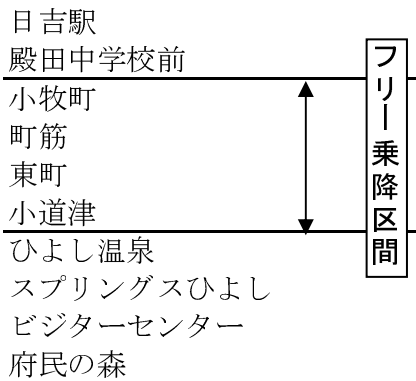 日吉駅
殿田中学校前
小牧町
町筋
東町
小道津
ひよし温泉
スプリングスひよし
ビジターセンター
府民の森
フリー乗降区間